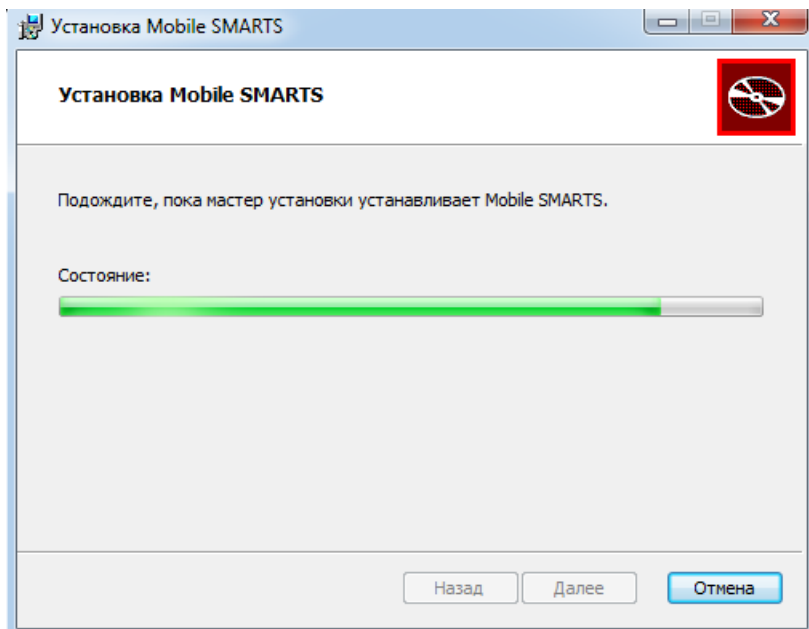 Установка Mobile SMARTS
Установка Mobile SMARTS
Подождите, пока мастер установки устанавливает Mobile SMARTS.
Состояние:
Назад Далее Отмена